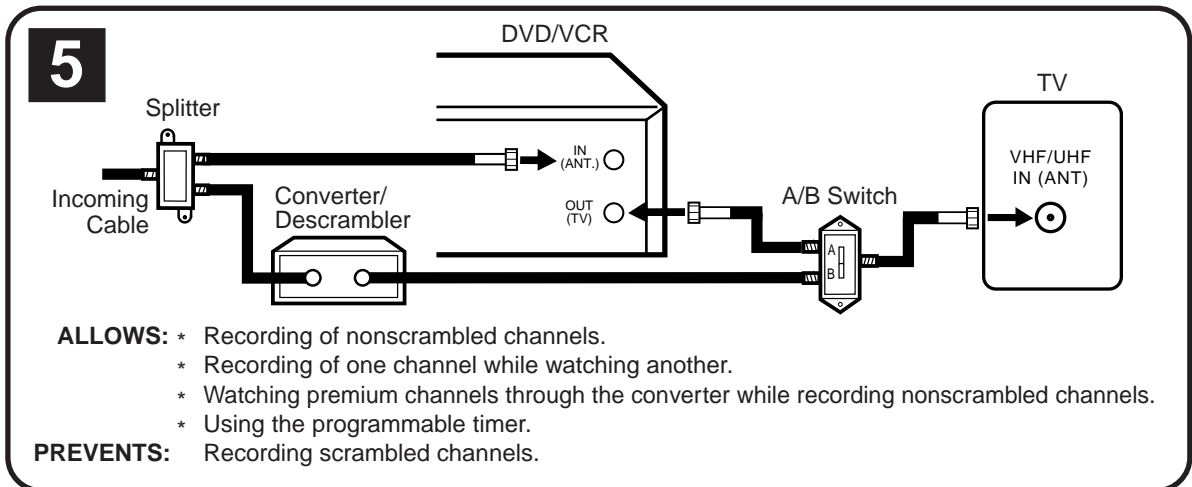 5
DVD/VCR
TV
Splitter
IN
(ANT.)
VHF/UHF
IN (ANT)
Incoming
Cable
Converter/
Descrambler
OUT
(TV)
A/B Switch
A
B
ALLOWS: * Recording of nonscrambled channels.
* Recording of one channel while watching another.
* Watching premium channels through the converter while recording nonscrambled channels.
* Using the programmable timer.
PREVENTS: Recording scrambled channels.